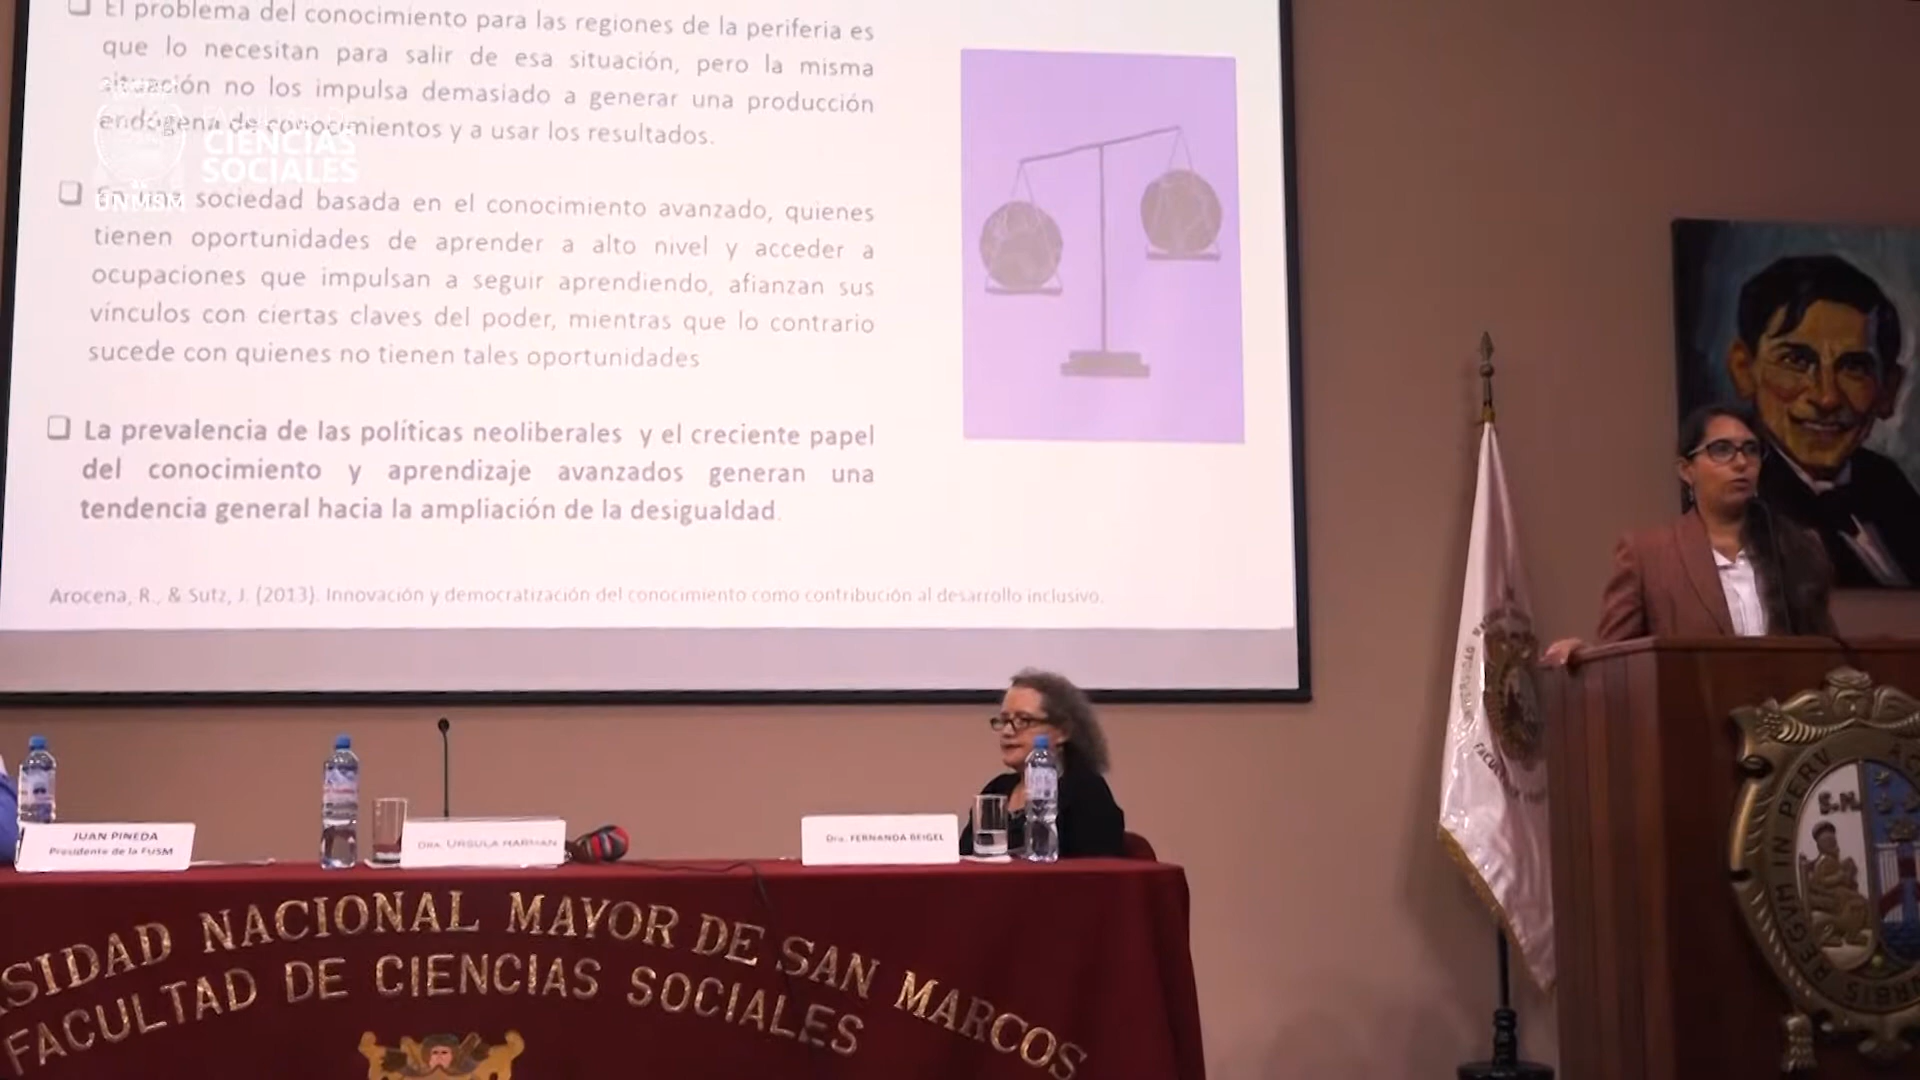 El problema del conocimiento para las regiones de la periferia es
que lo necesitan para salir de esa situación, pero la misma
situación no los impulsa demasiado a generar una producción
endógena de conocimientos y a usar los resultados.
En una sociedad basada en el conocimiento avanzado, quienes
tienen oportunidades de aprender a alto nivel y acceder a
ocupaciones que impulsan a seguir aprendiendo, afianzan sus
vínculos con ciertas claves del poder, mientras que lo contrario
sucede con quienes no tienen tales oportunidades
La prevalencia de las políticas neoliberales y el creciente papel
del conocimiento y aprendizaje avanzados generan una
tendencia general hacia la ampliación de la desigualdad.
Arocena, R., & Sutz, J. (2013). Innovación y democratización del conocimiento como contribución al desarrollo inclusivo.
FACULTAD DE
CIENCIAS
SOCIALES
UNMSM
JUAN PINEDA
Presidente de la FUSM
Dra. URSULA HARMAN
Dra. FERNANDA BEIGEL
SIDAD NACIONAL MAYOR DE SAN MARCOS
FACULTAD DE CIENCIAS SOCIALES